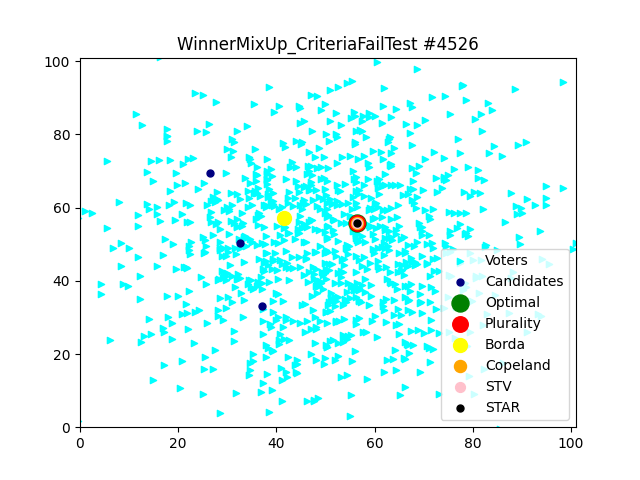 WinnerMixUp_CriteriaFailTest #4526
100
80
60
40
20
0
0 20 40 60 80 100
Voters
Candidates
Optimal
Plurality
Borda
Copeland
STV
STAR